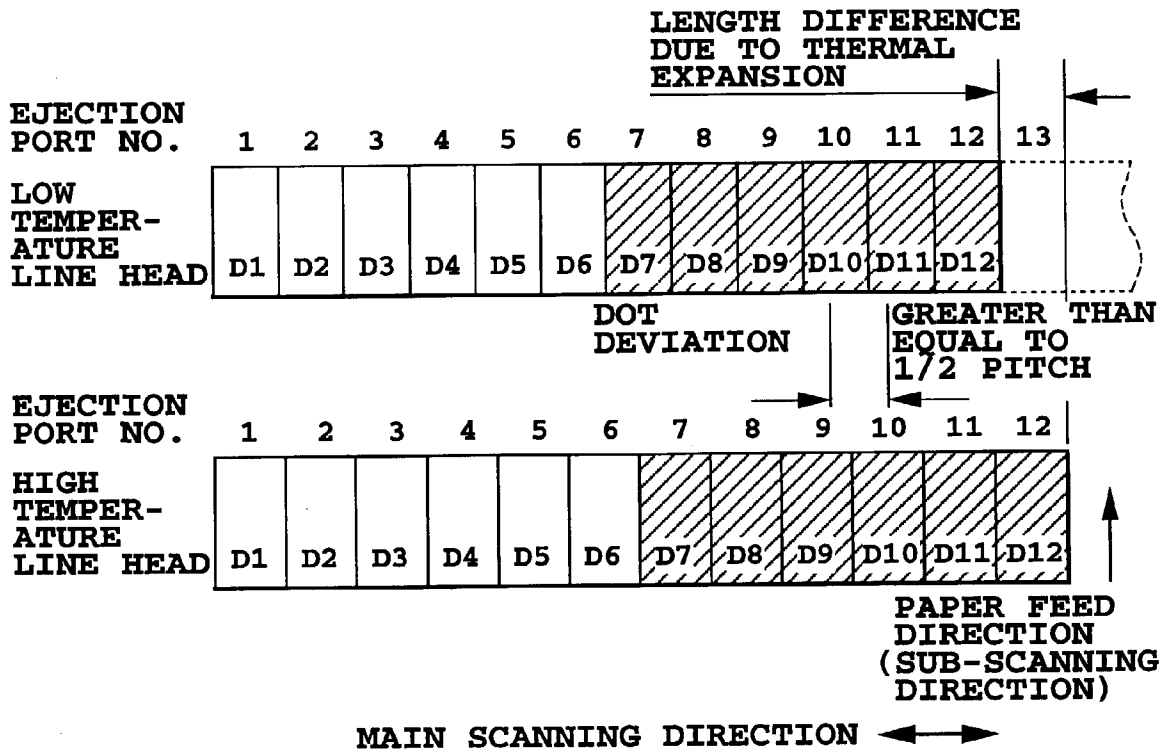 LENGTH DIFFERENCE
DUE TO THERMAL
EXPANSION
EJECTION
PORT NO. 1 2 3 4 5 6 7 8 9 10 11 12 13
LOW
TEMPER-
ATURE
LINE HEAD D1 D2 D3 D4 D5 D6 D7 D8 D9 D10 D11 D12
DOT
DEVIATION
GREATER THAN
EQUAL TO
1/2 PITCH
EJECTION
PORT NO. 1 2 3 4 5 6 7 8 9 10 11 12
HIGH
TEMPER-
ATURE
LINE HEAD D1 D2 D3 D4 D5 D6 D7 D8 D9 D10 D11 D12
PAPER FEED
DIRECTION
(SUB-SCANNING
DIRECTION)
MAIN SCANNING DIRECTION